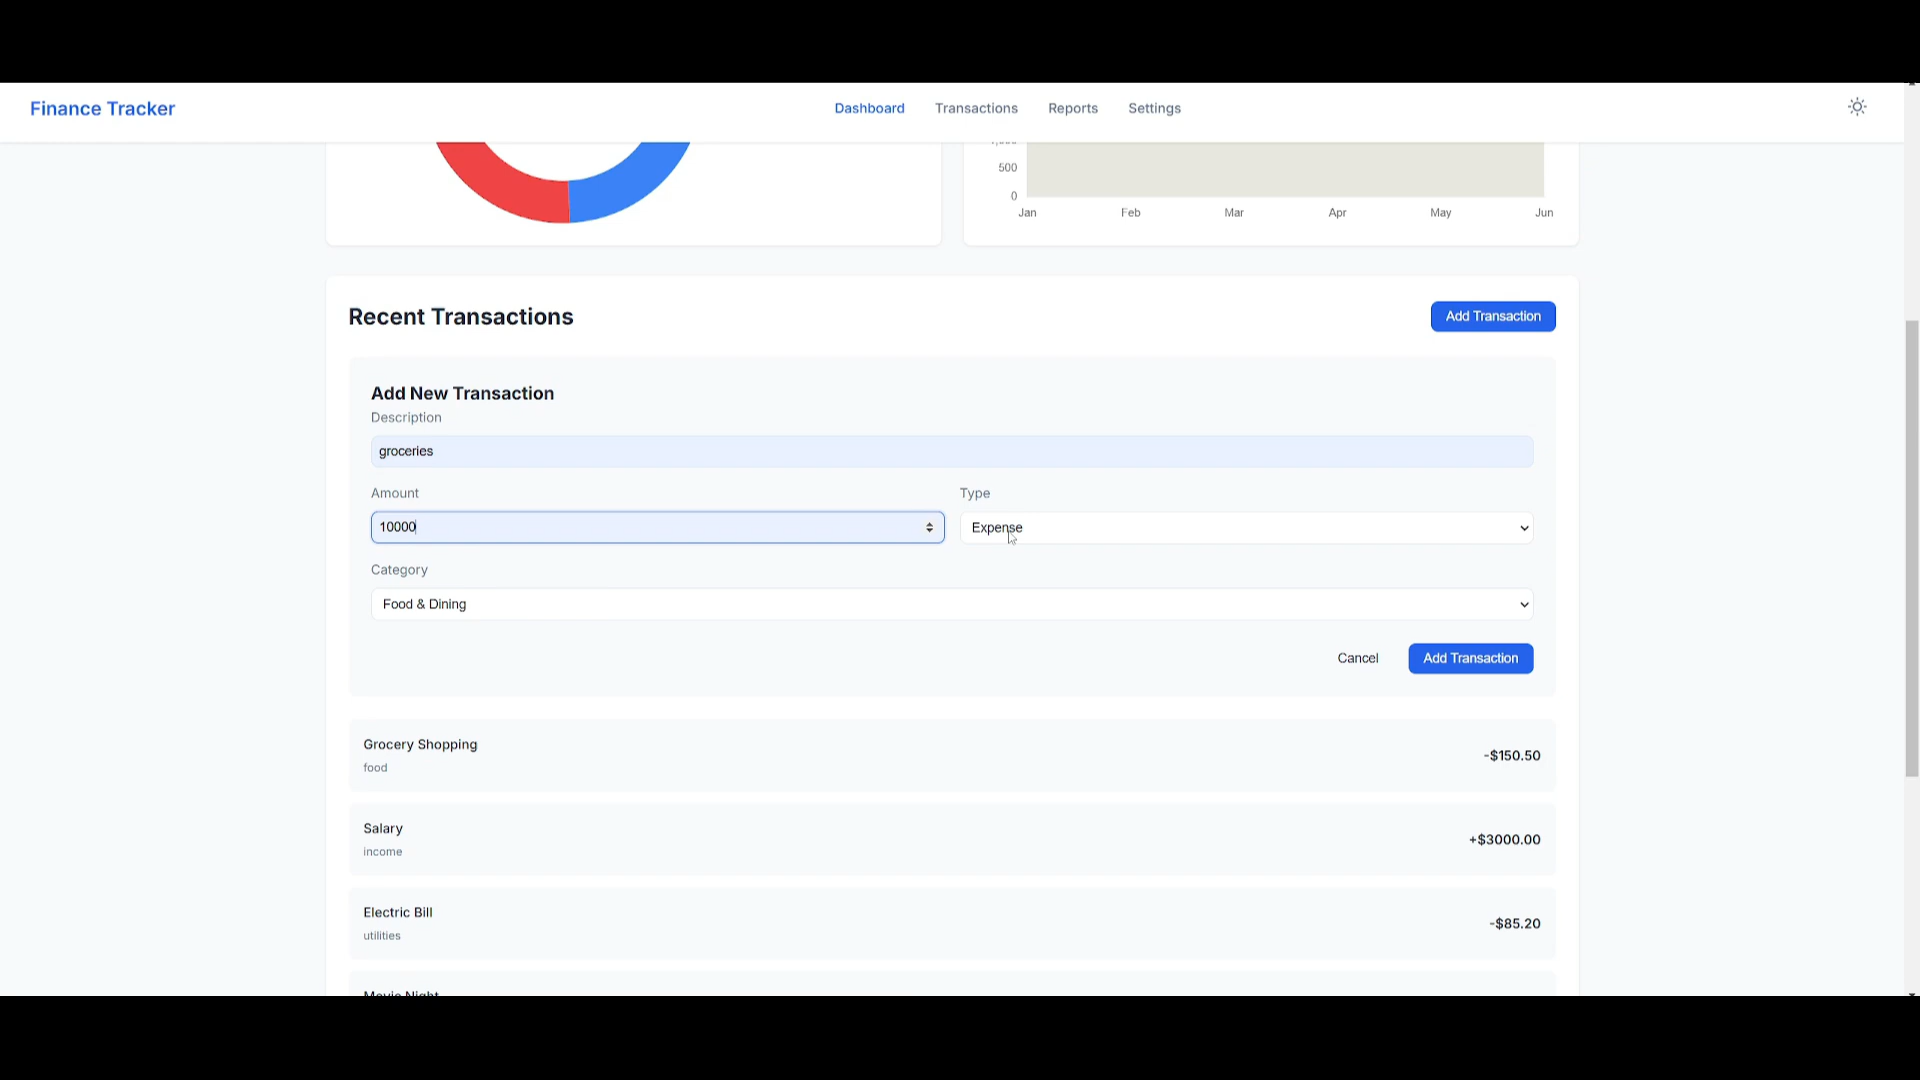 Finance Tracker
Dashboard Transactions Reports Settings
500
0
Jan Feb Mar Apr May Jun
Recent Transactions
Add Transaction
Add New Transaction
Description
groceries
Amount Type
10000 Expense
Category
Food & Dining
Cancel Add Transaction
Grocery Shopping
-$150.50
food
Salary
+$3000.00
income
Electric Bill
-$85.20
utilities
Movie Night